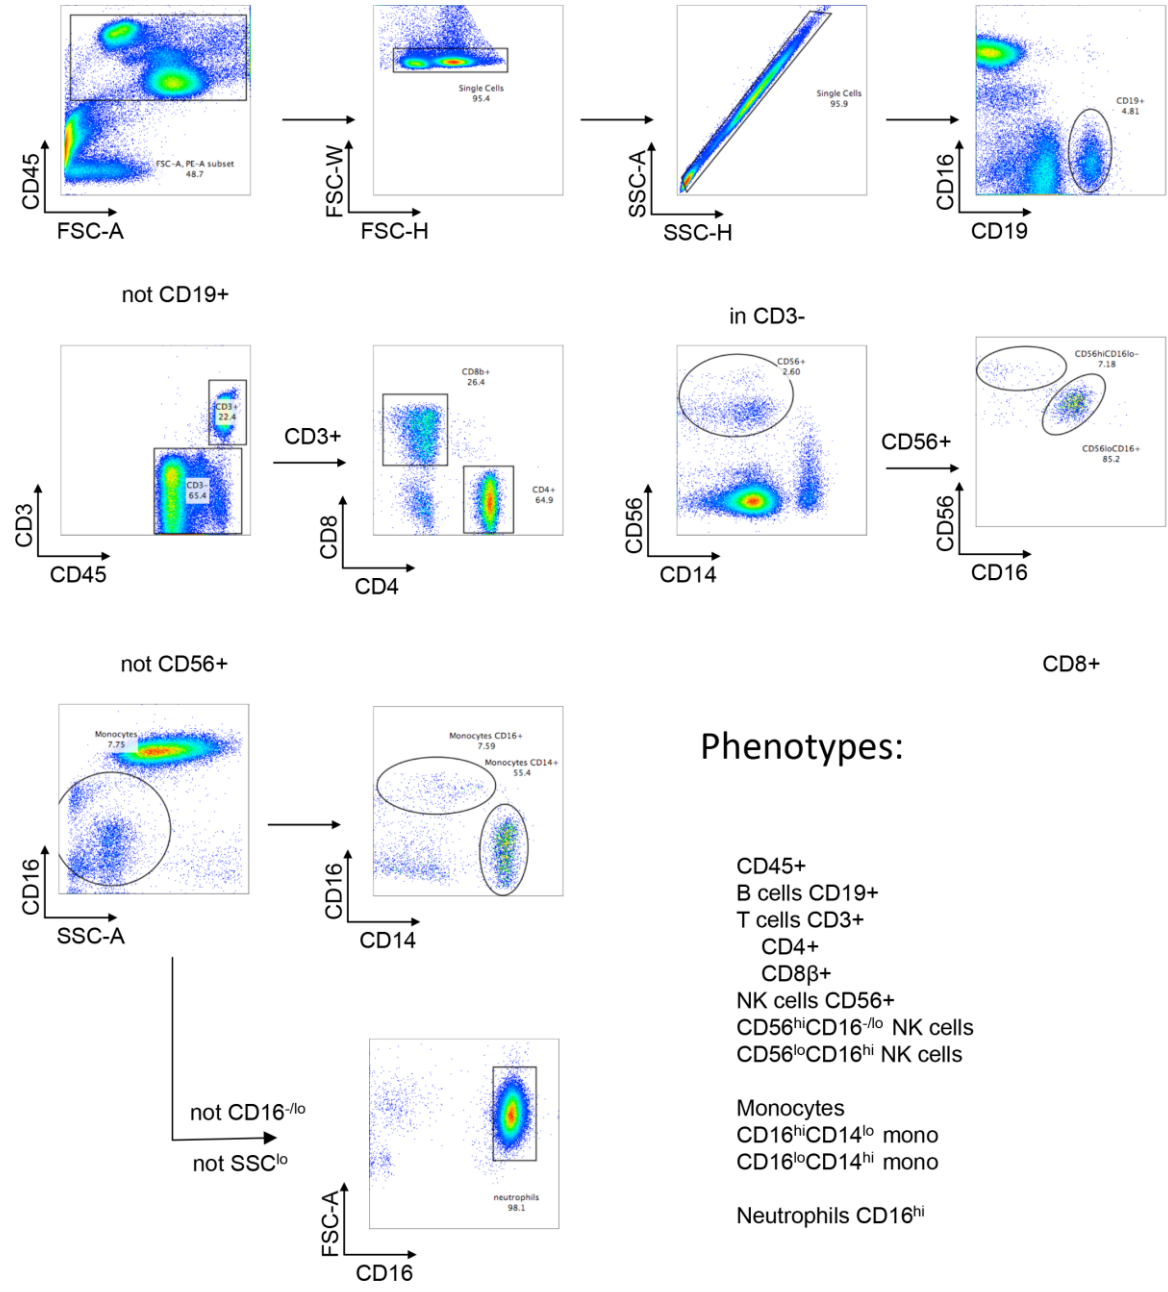 CD45
FSC-A, PE-A subset
48.7
FSC-A
FSC-W
Single Cells
95.4
FSC-H
SSC-A
Single Cells
95.9
SSC-H
CD16
CD19+
4.81
CD19
not CD19+
in CD3-
CD3
CD3+
22.4
CD3-
65.4
CD45
CD3+
CD8
CD8b+
26.4
CD4+
64.9
CD4
CD56
CD56+
2.60
CD14
CD56+
CD56
CD56hiCD16lo-
7.18
CD56loCD16+
85.2
CD16
not CD56+
CD8+
CD16
Monocytes
7.75
SSC-A
CD16
Monocytes CD16+
7.59
Monocytes CD14+
55.4
CD14
Phenotypes:
CD45+
B cells CD19+
T cells CD3+
CD4+
CD8β+
NK cells CD56+
CD56hiCD16-/lo NK cells
CD56loCD16hi NK cells
Monocytes
CD16hiCD14lo mono
CD16loCD14hi mono
Neutrophils CD16hi
not CD16-/lo
not SSClo
FSC-A
neutrophils
98.1
CD16